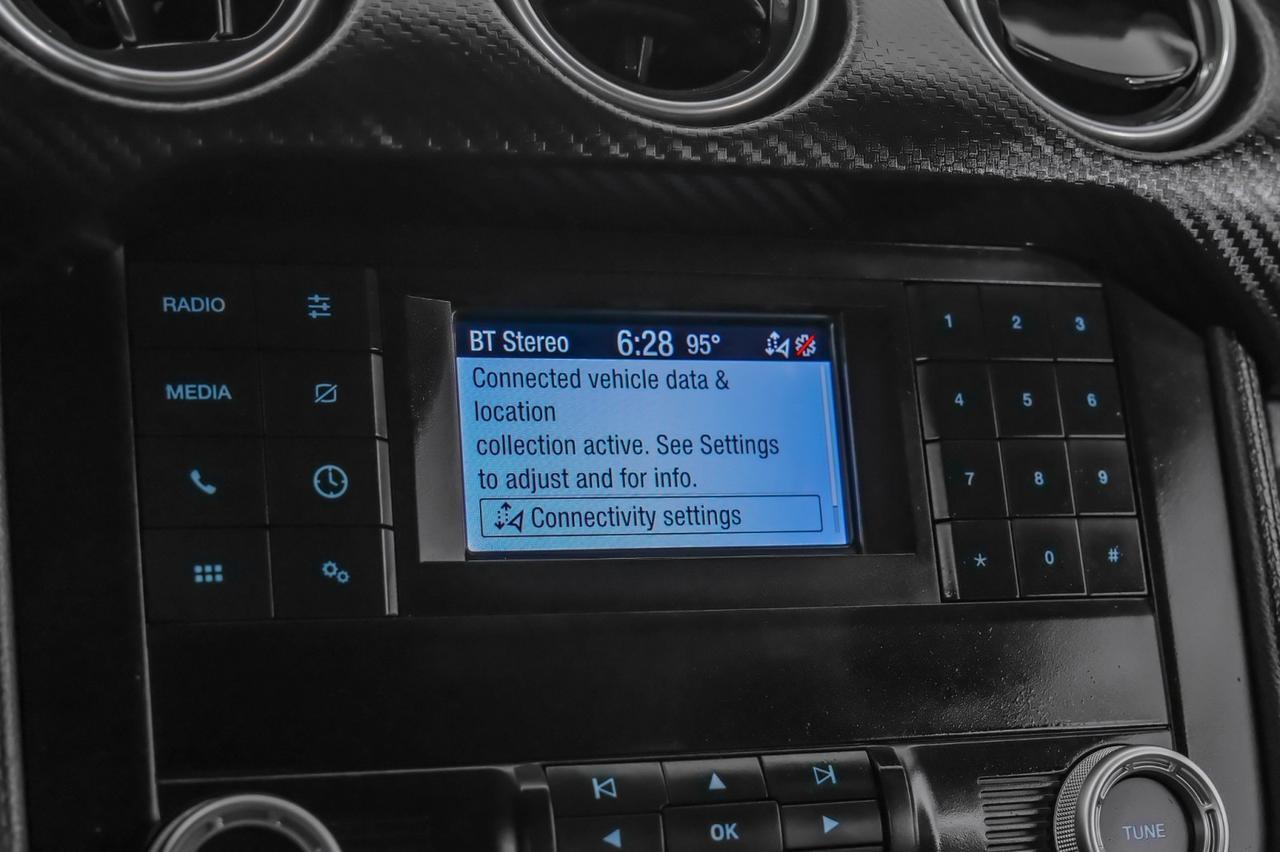 RADIO
MEDIA
BT Stereo 6:28 95°
Connected vehicle data &
location
collection active. See Settings
to adjust and for info.
Connectivity settings
1 2 3
4 5 6
7 8 9
* 0 #
OK
TUNE